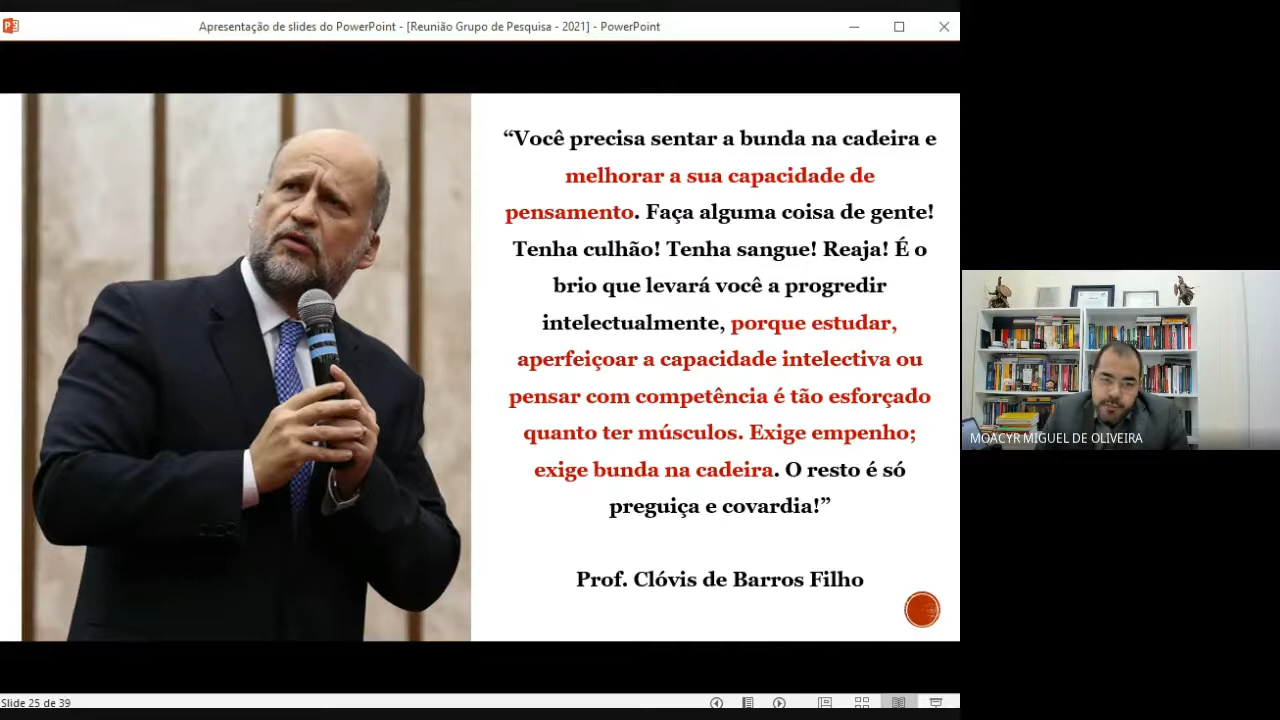 Apresentação de slides do PowerPoint - [Reunião Grupo de Pesquisa - 2021] - PowerPoint
“Você precisa sentar a bunda na cadeira e
melhorar a sua capacidade de
pensamento. Faça alguma coisa de gente!
Tenha culhão! Tenha sangue! Reaja! É o
brio que levará você a progredir
intelectualmente, porque estudar,
aperfeiçoar a capacidade intelectiva ou
pensar com competência é tão esforçado
quanto ter músculos. Exige empenho;
exige bunda na cadeira. O resto é só
preguiça e covardia!”
Prof. Clóvis de Barros Filho
MOACYR MIGUEL DE OLIVEIRA
Slide 25 de 39